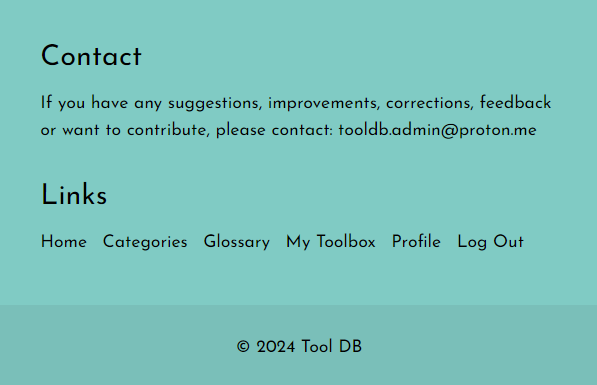 Contact
If you have any suggestions, improvements, corrections, feedback
or want to contribute, please contact: tooldb.admin@proton.me
Links
Home Categories Glossary My Toolbox Profile Log Out
© 2024 Tool DB